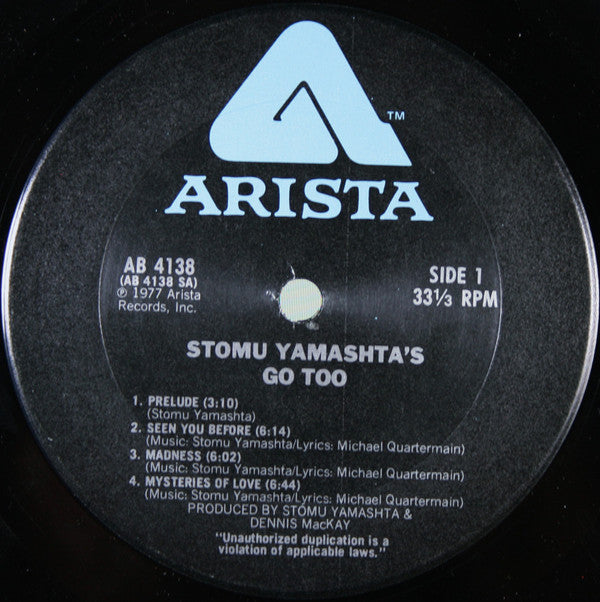 ™
ARISTA
AB 4138
(AB 4138 SA)
℗ 1977 Arista
Records, Inc.
SIDE 1
33⅓ RPM
STOMU YAMASHTA'S
GO TOO
1. PRELUDE (3:10)
(Stomu Yamashta)
2. SEEN YOU BEFORE (6:14)
(Music: Stomu Yamashta/Lyrics: Michael Quartermain)
3. MADNESS (6:02)
(Music: Stomu Yamashta/Lyrics: Michael Quartermain)
4. MYSTERIES OF LOVE (6:44)
(Music: Stomu Yamashta/Lyrics: Michael Quartermain)
PRODUCED BY STOMU YAMASHTA &
DENNIS MacKAY
"Unauthorized duplication is a
violation of applicable laws."